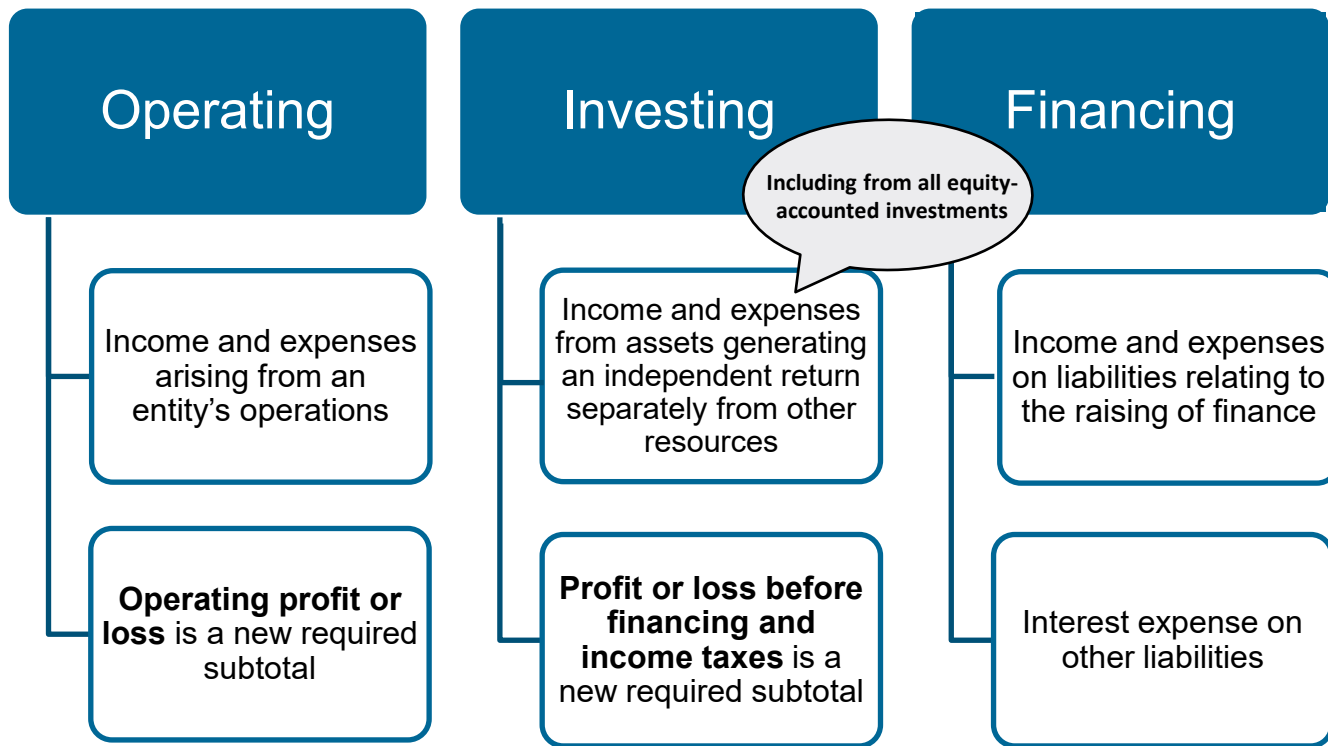 Operating
Income and expenses
arising from an
entity’s operations
Operating profit or
loss is a new required
subtotal
Investing
Including from all equity-
accounted investments
Income and expenses
from assets generating
an independent return
separately from other
resources
Profit or loss before
financing and
income taxes is a
new required subtotal
Financing
Income and expenses
on liabilities relating to
the raising of finance
Interest expense on
other liabilities